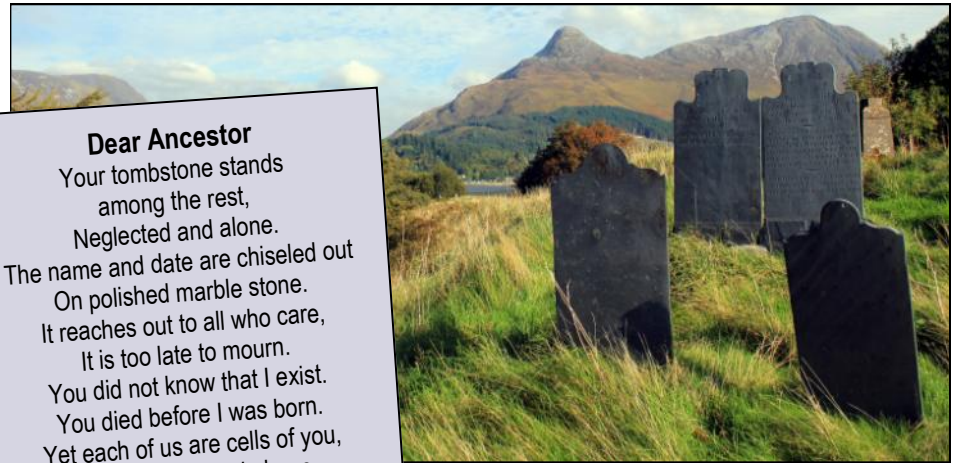 Dear Ancestor
Your tombstone stands
among the rest,
Neglected and alone.
The name and date are chiseled out
On polished marble stone.
It reaches out to all who care,
It is too late to mourn.
You did not know that I exist.
You died before I was born.
Yet each of us are cells of you,